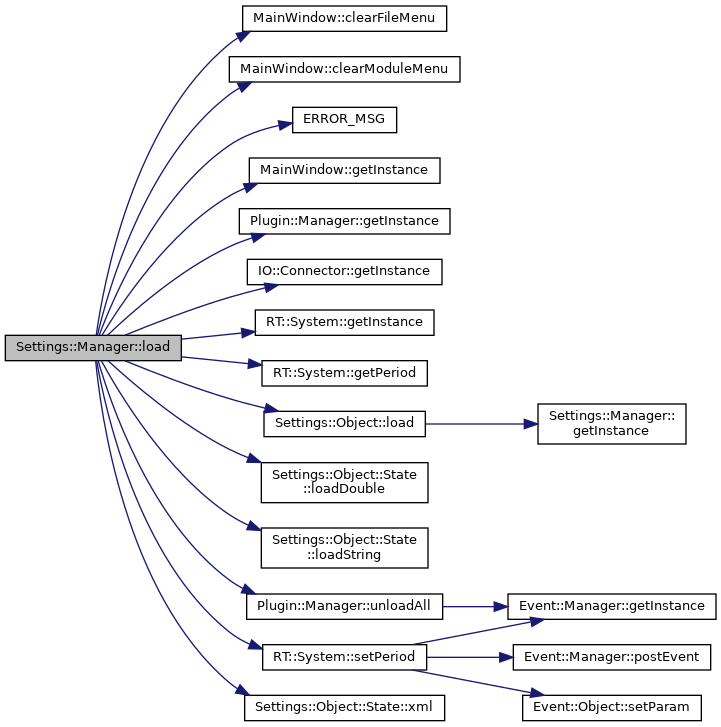 MainWindow::clearFileMenu
MainWindow::clearModuleMenu
ERROR_MSG
MainWindow::getInstance
Plugin::Manager::getInstance
IO::Connector::getInstance
RT::System::getInstance
Settings::Manager::load
RT::System::getPeriod
Settings::Object::load
Settings::Manager::
getInstance
Settings::Object::State
::loadDouble
Settings::Object::State
::loadString
Plugin::Manager::unloadAll
Event::Manager::getInstance
RT::System::setPeriod
Event::Manager::postEvent
Settings::Object::State::xml
Event::Object::setParam